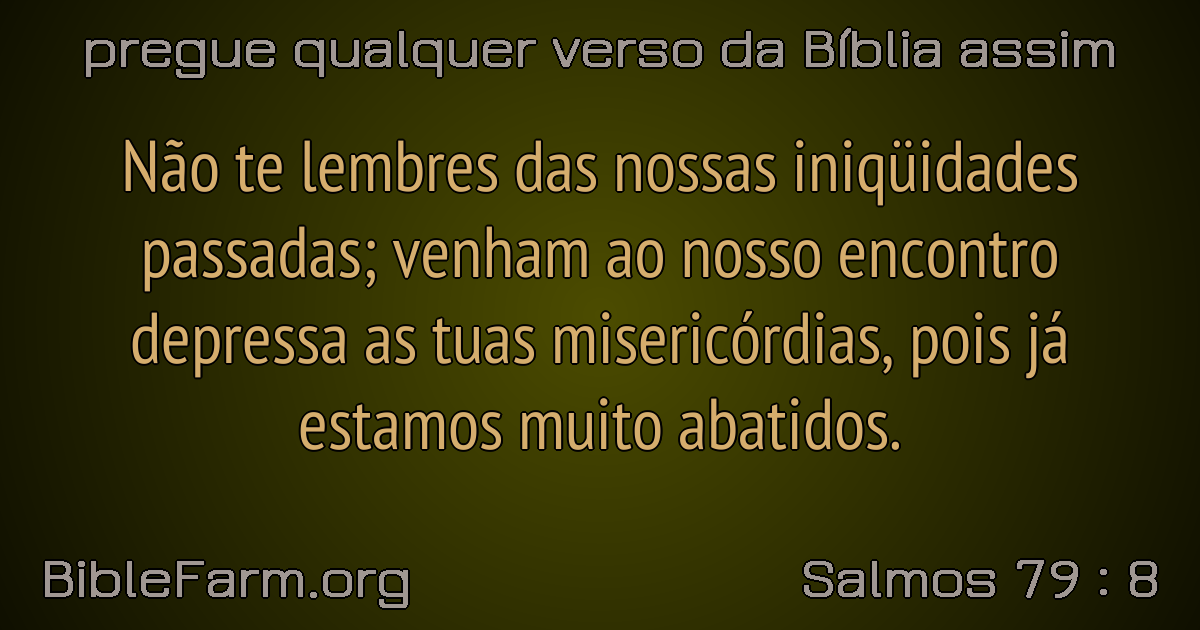 pregue qualquer verso da Bíblia assim
Não te lembres das nossas iniqüidades
passadas; venham ao nosso encontro
depressa as tuas misericórdias, pois já
estamos muito abatidos.
BibleFarm.org
Salmos 79 : 8